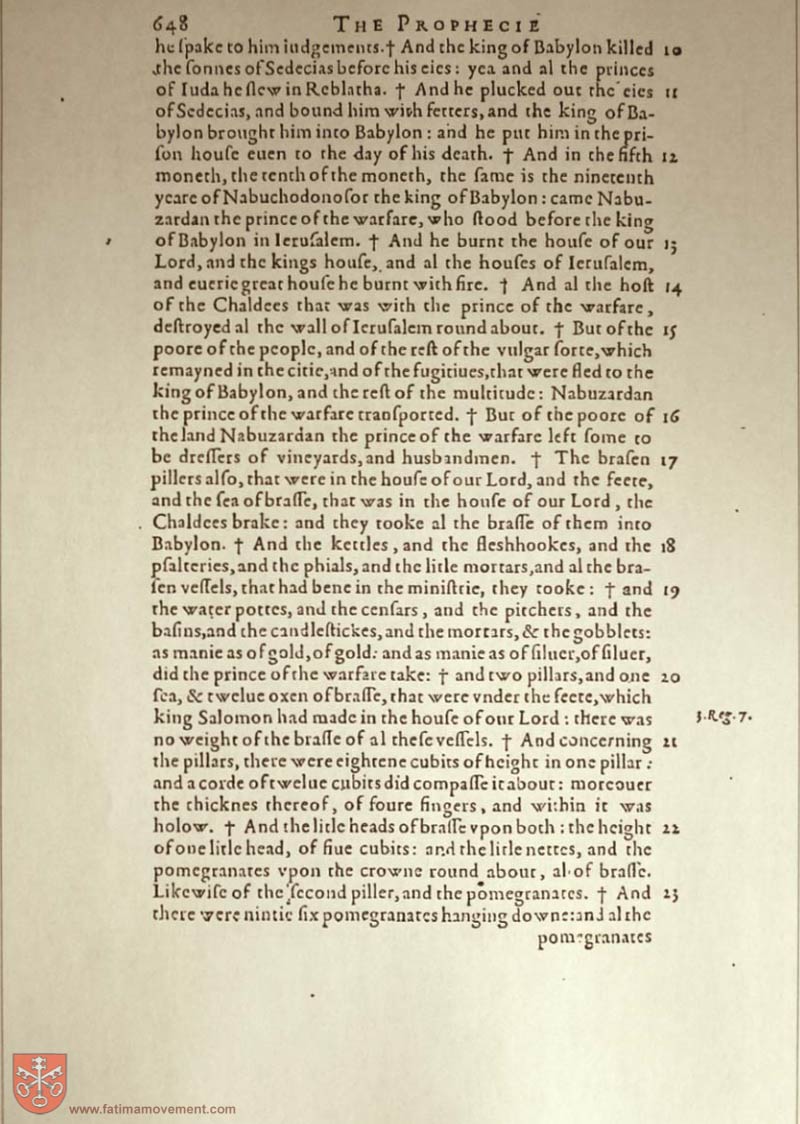 648 THE PROPHECIE
he ſpake to him iudgements.† And the king of Babylon killed 10
the ſonnes of Sedecias before his eies: yea and al the princes
of Iuda he ſlew in Reblatha. † And he plucked out the eies 11
of Sedecias, and bound him with fetters, and the king of Ba-
bylon brought him into Babylon: and he put him in the pri-
ſon houſe euen to the day of his death. † And in the fifth 12
moneth, the tenth of the moneth, the ſame is the nineteenth
yeare of Nabuchodonoſor the king of Babylon: came Nabu-
zardan the prince of the warfare, who ſtood before the king
of Babylon in Ieruſalem. † And he burnt the houſe of our 13
Lord, and the kings houſe, and al the houſes of Ieruſalem,
and euerie great houſe he burnt with fire. † And al the hoſt 14
of the Chaldees that was with the prince of the warfare,
deſtroyed al the wall of Ieruſalem round about. † But of the 15
poore of the people, and of the reſt of the vulgar ſorte, which
remayned in the citie, and of the fugitiues, that were fled to the
king of Babylon, and the reſt of the multitude: Nabuzardan
the prince of the warfare tranſported. † But of the poore of 16
the land Nabuzardan the prince of the warfare left ſome to
be dreſſers of vineyards, and husbandmen. † The braſen 17
pillers alſo, that were in the houſe of our Lord, and the feete,
and the ſea of braſſe, that was in the houſe of our Lord, the
Chaldees brake: and they tooke al the braſſe of them into
Babylon. † And the kettles, and the fleshhookes, and the 18
pſalteries, and the phials, and the litle mortars, and al the bra-
ſen veſſels, that had bene in the miniſtrie, they tooke: † and 19
the water pottes, and the cenſars, and the pitchers, and the
baſins, and the candleſtickes, and the mortars, & the gobblets:
as manie as of gold, of gold: and as manie as of ſiluer, of ſiluer,
did the prince of the warfare take: † and two pillars, and one 20
ſea, & twelue oxen of braſſe, that were vnder the feete, which
king Salomon had made in the houſe of our Lord: there was 3.Reg.7.
no weight of the braſſe of al theſe veſſels. † And concerning 21
the pillars, there were eightene cubits of height in one pillar:
and a corde of twelue cubits did compaſſe it about: moreouer
the thicknes thereof, of foure fingers, and within it was
holow. † And the litle heads of braſſe vpon both: the height 22
of one litle head, of fiue cubits: and the litle nettes, and the
pomegranates vpon the crowne round about, al of braſſe.
Likewiſe of the ſecond piller, and the pomegranates. † And 23
there were nintie ſix pomegranates hanging downe: and al the
pomegranates
www.fatimamovement.com